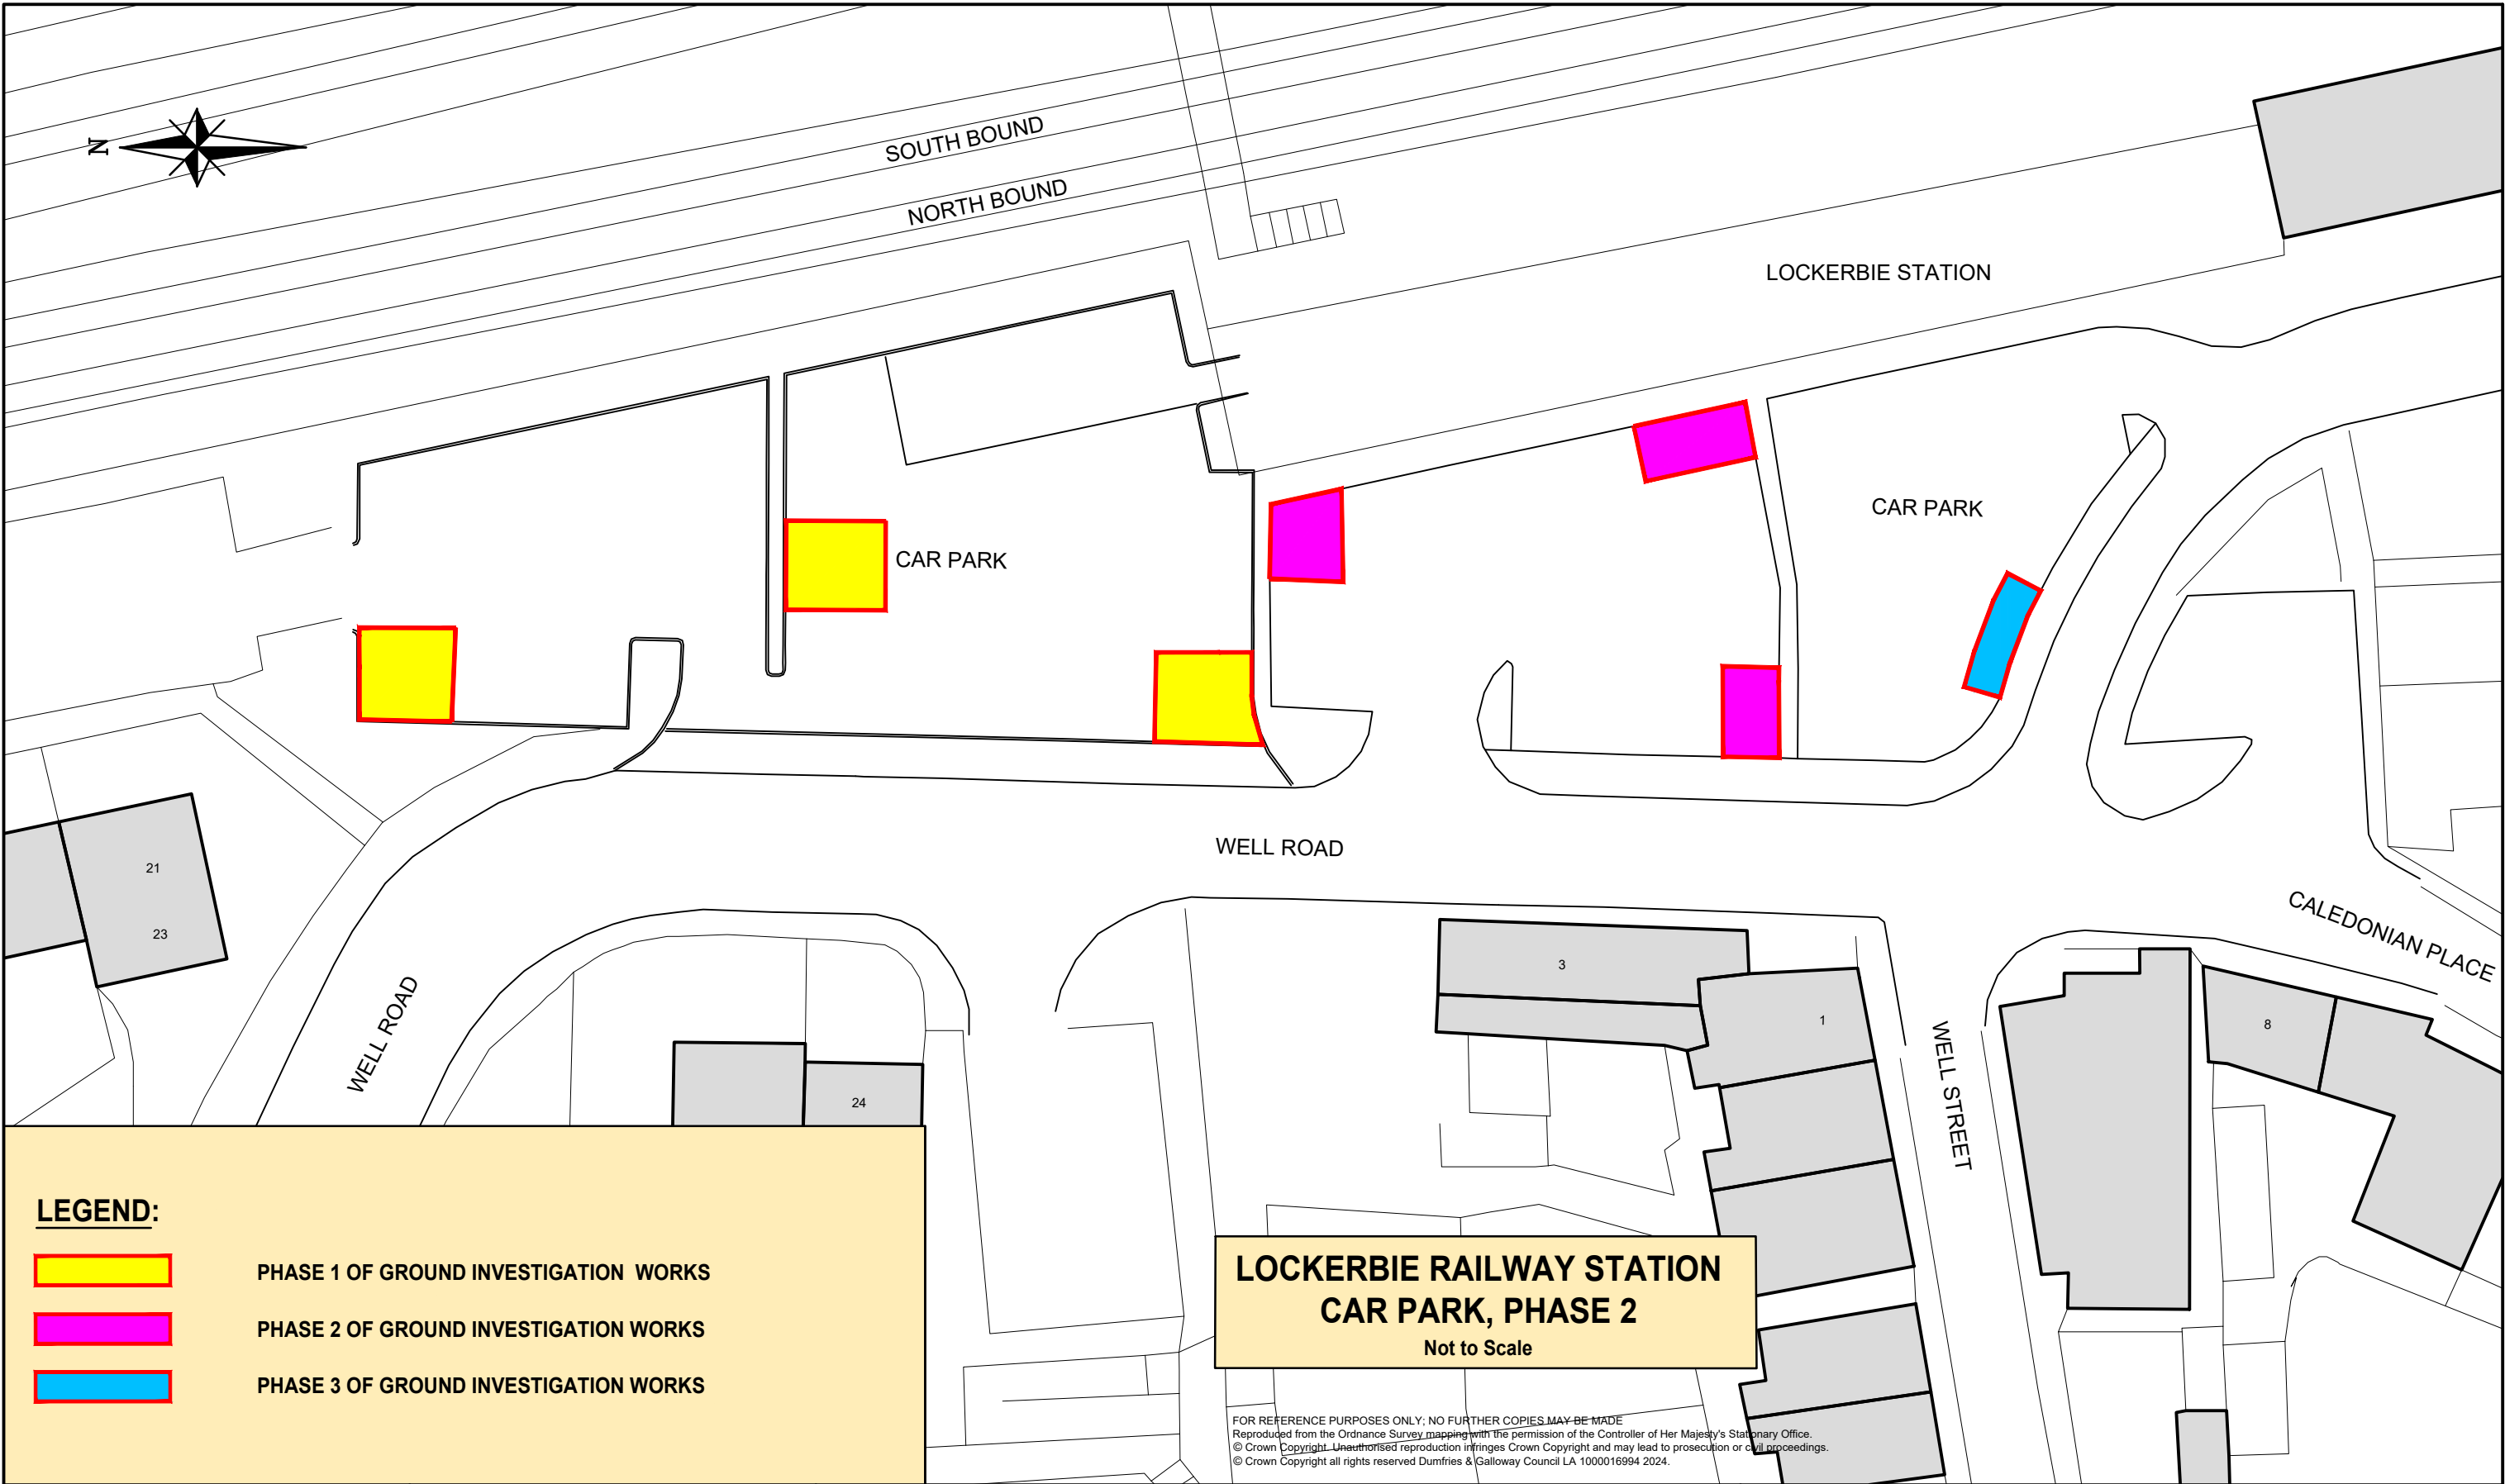 N
SOUTH BOUND
NORTH BOUND
LOCKERBIE STATION
CAR PARK
CAR PARK
WELL ROAD
21
23
WELL ROAD
24
3
1
WELL STREET
CALEDONIAN PLACE
8
LEGEND:
PHASE 1 OF GROUND INVESTIGATION WORKS
PHASE 2 OF GROUND INVESTIGATION WORKS
PHASE 3 OF GROUND INVESTIGATION WORKS
LOCKERBIE RAILWAY STATION
CAR PARK, PHASE 2
Not to Scale
FOR REFERENCE PURPOSES ONLY; NO FURTHER COPIES MAY BE MADE
Reproduced from the Ordnance Survey mapping with the permission of the Controller of Her Majesty's Stationary Office.
© Crown Copyright. Unauthorised reproduction infringes Crown Copyright and may lead to prosecution or civil proceedings.
© Crown Copyright all rights reserved Dumfries & Galloway Council LA 1000016994 2024.